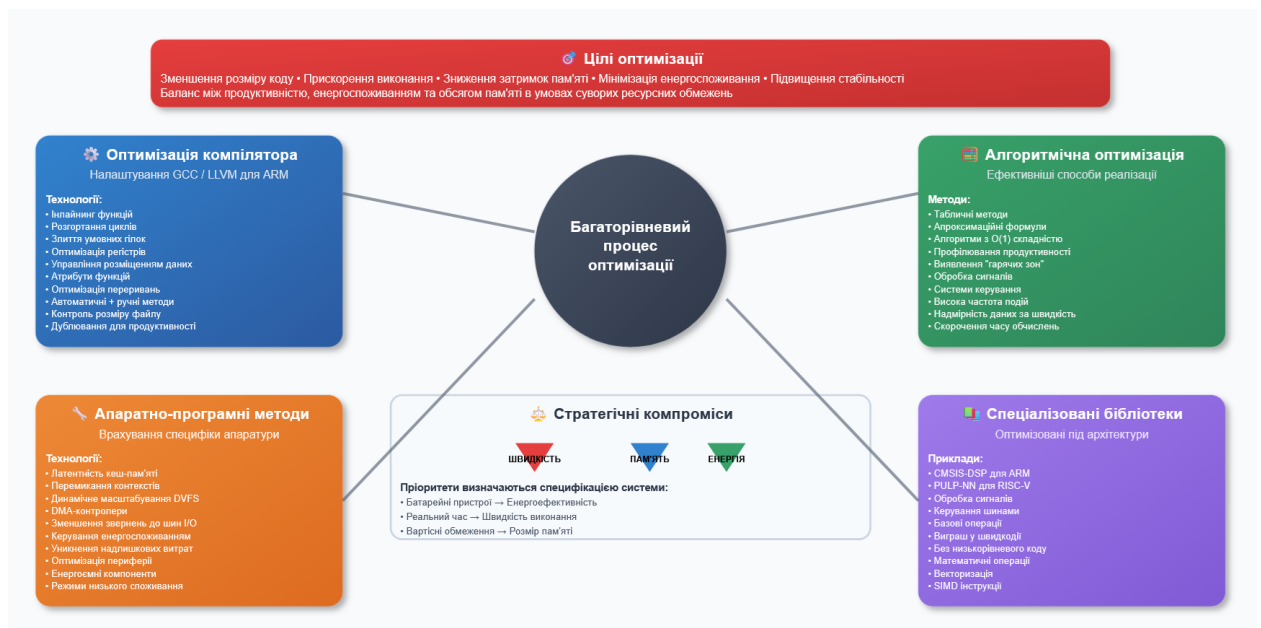 Цілі оптимізації
Зменшення розміру коду • Прискорення виконання • Зниження затримок пам'яті • Мінімізація енергоспоживання • Підвищення стабільності
Баланс між продуктивністю, енергоспоживанням та обсягом пам'яті в умовах суворих ресурсних обмежень
Оптимізація компілятора
Налаштування GCC / LLVM для ARM
Технології:
• Інлайнинг функцій
• Розгортання циклів
• Злиття умовних гілок
• Оптимізація регістрів
• Управління розміщенням даних
• Атрибути функцій
• Оптимізація переривань
• Автоматичні + ручні методи
• Контроль розміру файлу
• Дублювання для продуктивності
Багаторівневий
процес
оптимізації
Алгоритмічна оптимізація
Ефективніші способи реалізації
Методи:
• Табличні методи
• Апроксимаційні формули
• Алгоритми з O(1) складністю
• Профілювання продуктивності
• Виявлення "гарячих зон"
• Обробка сигналів
• Системи керування
• Висока частота подій
• Надмірність даних за швидкість
• Скорочення часу обчислень
Апаратно-програмні методи
Врахування специфіки апаратури
Технології:
• Латентність кеш-пам'яті
• Перемикання контекстів
• Динамічне масштабування DVFS
• DMA-контролери
• Зменшення звернень до шин I/O
• Керування енергоспоживанням
• Уникнення надлишкових витрат
• Оптимізація периферії
• Енергоємні компоненти
• Режими низького споживання
Стратегічні компроміси
ШВИДКІСТЬ ПАМ'ЯТЬ ЕНЕРГІЯ
Пріоритети визначаються специфікацією системи:
• Батарейні пристрої → Енергоефективність
• Реальний час → Швидкість виконання
• Вартісні обмеження → Розмір пам'яті
Спеціалізовані бібліотеки
Оптимізовані під архітектури
Приклади:
• CMSIS-DSP для ARM
• PULP-NN для RISC-V
• Обробка сигналів
• Керування шинами
• Базові операції
• Виграш у швидкодії
• Без низькорівневого коду
• Математичні операції
• Векторизація
• SIMD інструкції